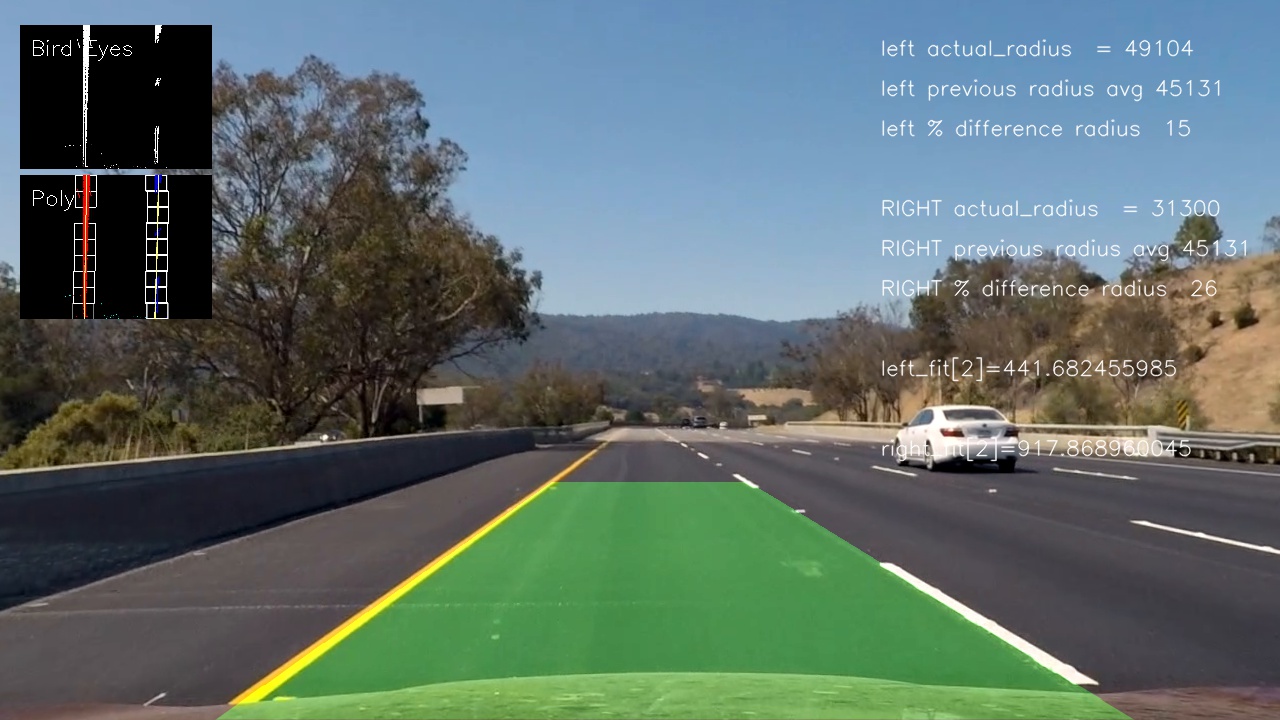 Bird Eyes
Poly
left actual_radius = 49104
left previous radius avg 45131
left % difference radius 15
RIGHT actual_radius = 31300
RIGHT previous radius avg 45131
RIGHT % difference radius 26
left_fit[2]=441.682455985
right_fit[2]=917.868960045